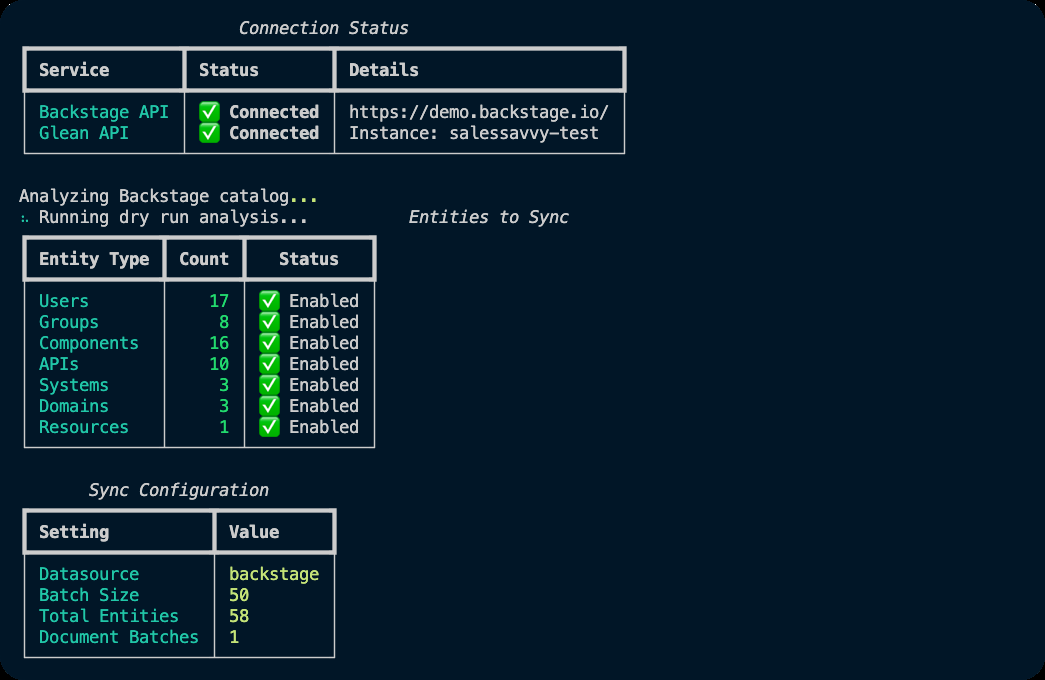 Connection Status
Service Status Details
Backstage API ✅ Connected https://demo.backstage.io/
Glean API ✅ Connected Instance: salessavvy-test
Analyzing Backstage catalog...
⠦ Running dry run analysis... Entities to Sync
Entity Type Count Status
Users 17 ✅ Enabled
Groups 8 ✅ Enabled
Components 16 ✅ Enabled
APIs 10 ✅ Enabled
Systems 3 ✅ Enabled
Domains 3 ✅ Enabled
Resources 1 ✅ Enabled
Sync Configuration
Setting Value
Datasource backstage
Batch Size 50
Total Entities 58
Document Batches 1